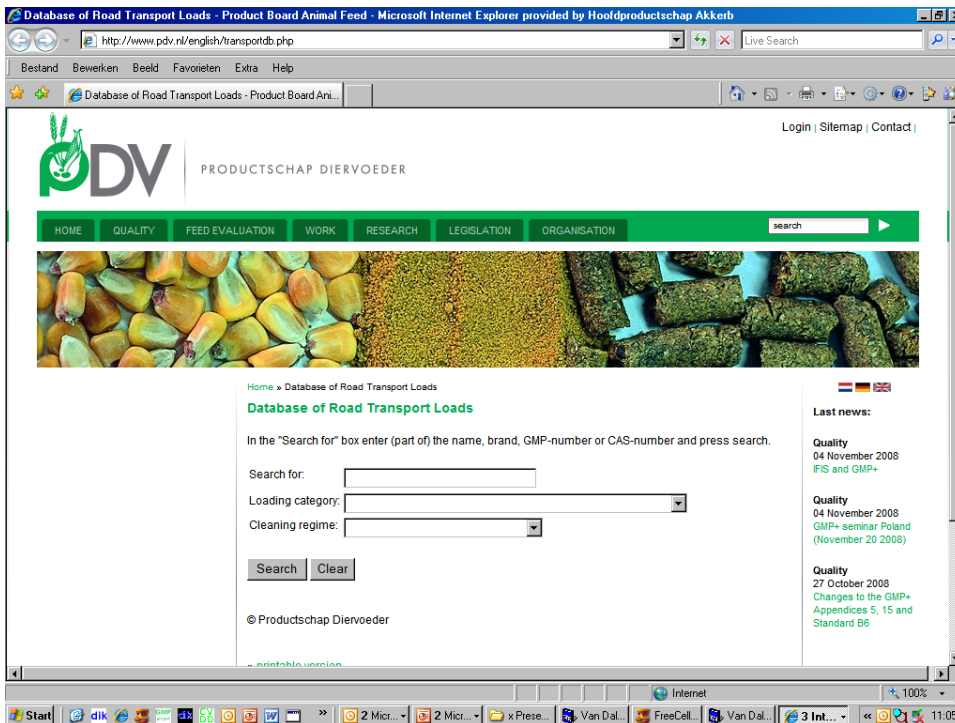 Database of Road Transport Loads - Product Board Animal Feed - Microsoft Internet Explorer provided by Hoofdproductschap Akkerb
http://www.pdv.nl/english/transportdb.php
Live Search
Bestand Bewerken Beeld Favorieten Extra Help
Database of Road Transport Loads - Product Board Ani...
Login | Sitemap | Contact |
PDV PRODUCTSCHAP DIERVOEDER
HOME QUALITY FEED EVALUATION WORK RESEARCH LEGISLATION ORGANISATION search
Home » Database of Road Transport Loads
Database of Road Transport Loads
In the "Search for" box enter (part of) the name, brand, GMP-number or CAS-number and press search.
Search for:
Loading category:
Cleaning regime:
Search Clear
© Productschap Diervoeder
» printable version
Last news:
Quality
04 November 2008
IFIS and GMP+
Quality
04 November 2008
GMP+ seminar Poland
(November 20 2008)
Quality
27 October 2008
Changes to the GMP+
Appendices 5, 15 and
Standard B6
Internet 100%
Start dik » 2 Micr... 2 Micr... x Prese... Van Dal... FreeCell... Van Dal... 3 Int... « 11:05